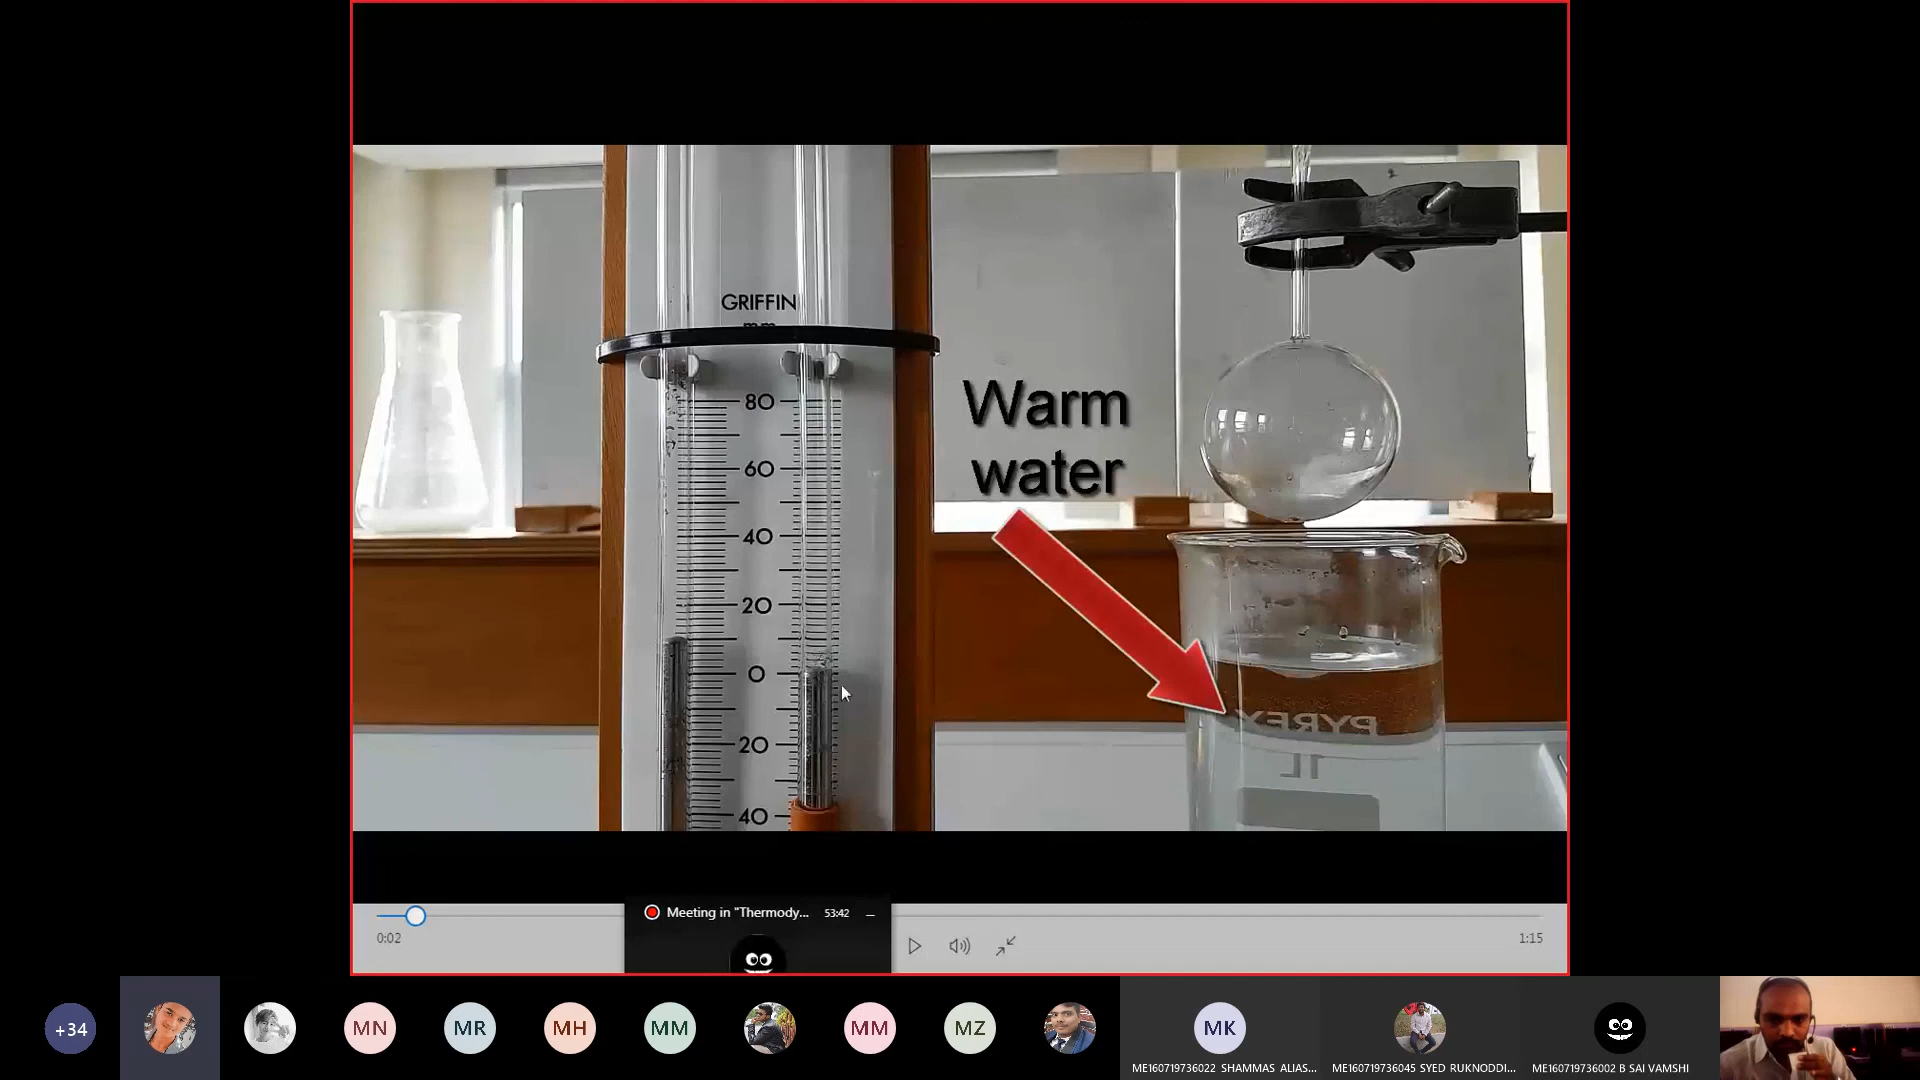 GRIFFIN
mm
80
60
40
20
0
20
40
Warm
water
PYREX
1L
Meeting in "Thermody... 53:42
0:02
1:15
+34
MN
MR
MH
MM
MM
MZ
MK
ME160719736022 SHAMMAS ALIAS...
ME160719736045 SYED RUKNODDI...
ME160719736002 B SAI VAMSHI